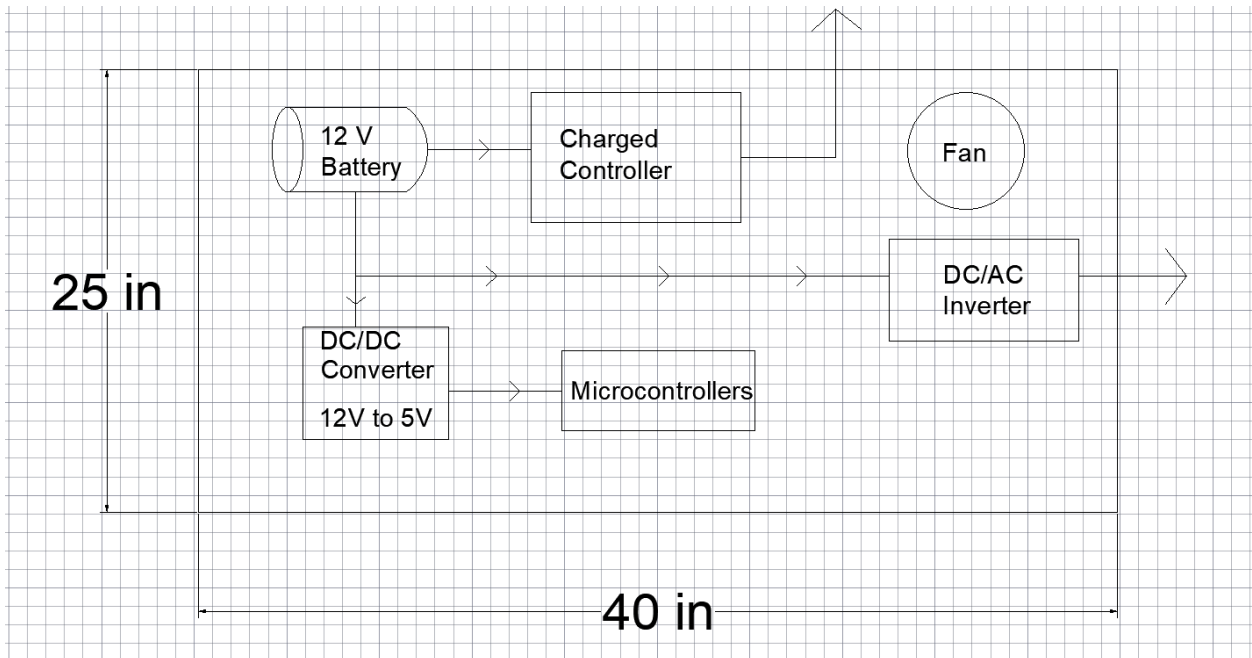 12 V
Battery
Charged
Controller
Fan
25 in
DC/AC
Inverter
DC/DC
Converter
12V to 5V
Microcontrollers
40 in